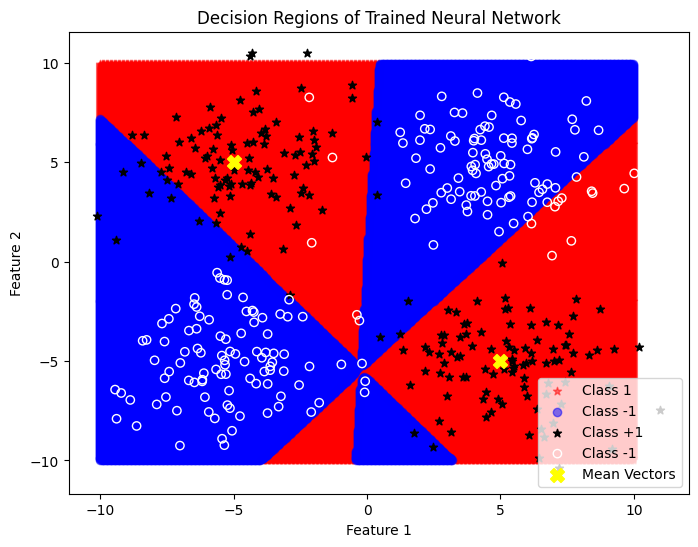 Decision Regions of Trained Neural Network
10
5
0
−5
−10
Feature 2
Class 1
Class -1
Class +1
Class -1
Mean Vectors
−10 −5 0 5 10
Feature 1